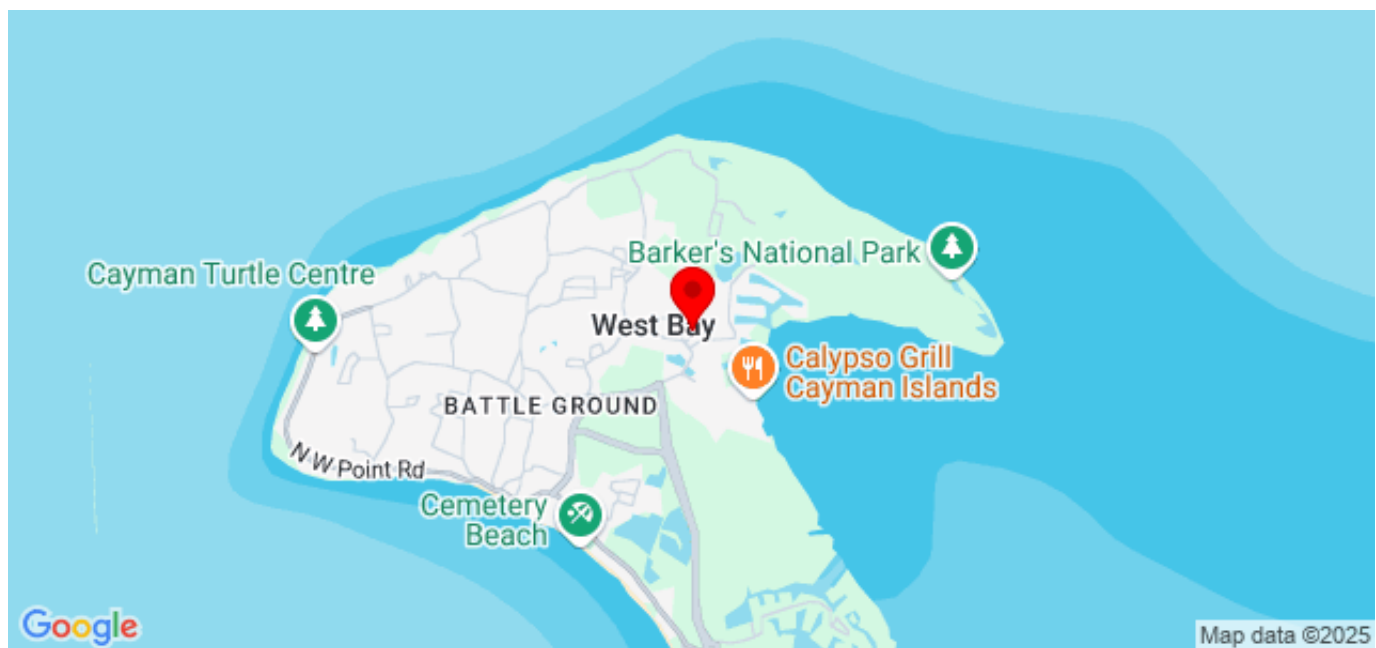 Barker's National Park
Cayman Turtle Centre
West Bay
Calypso Grill
Cayman Islands
BATTLE GROUND
N W Point Rd
Cemetery
Beach
Google
Map data ©2025